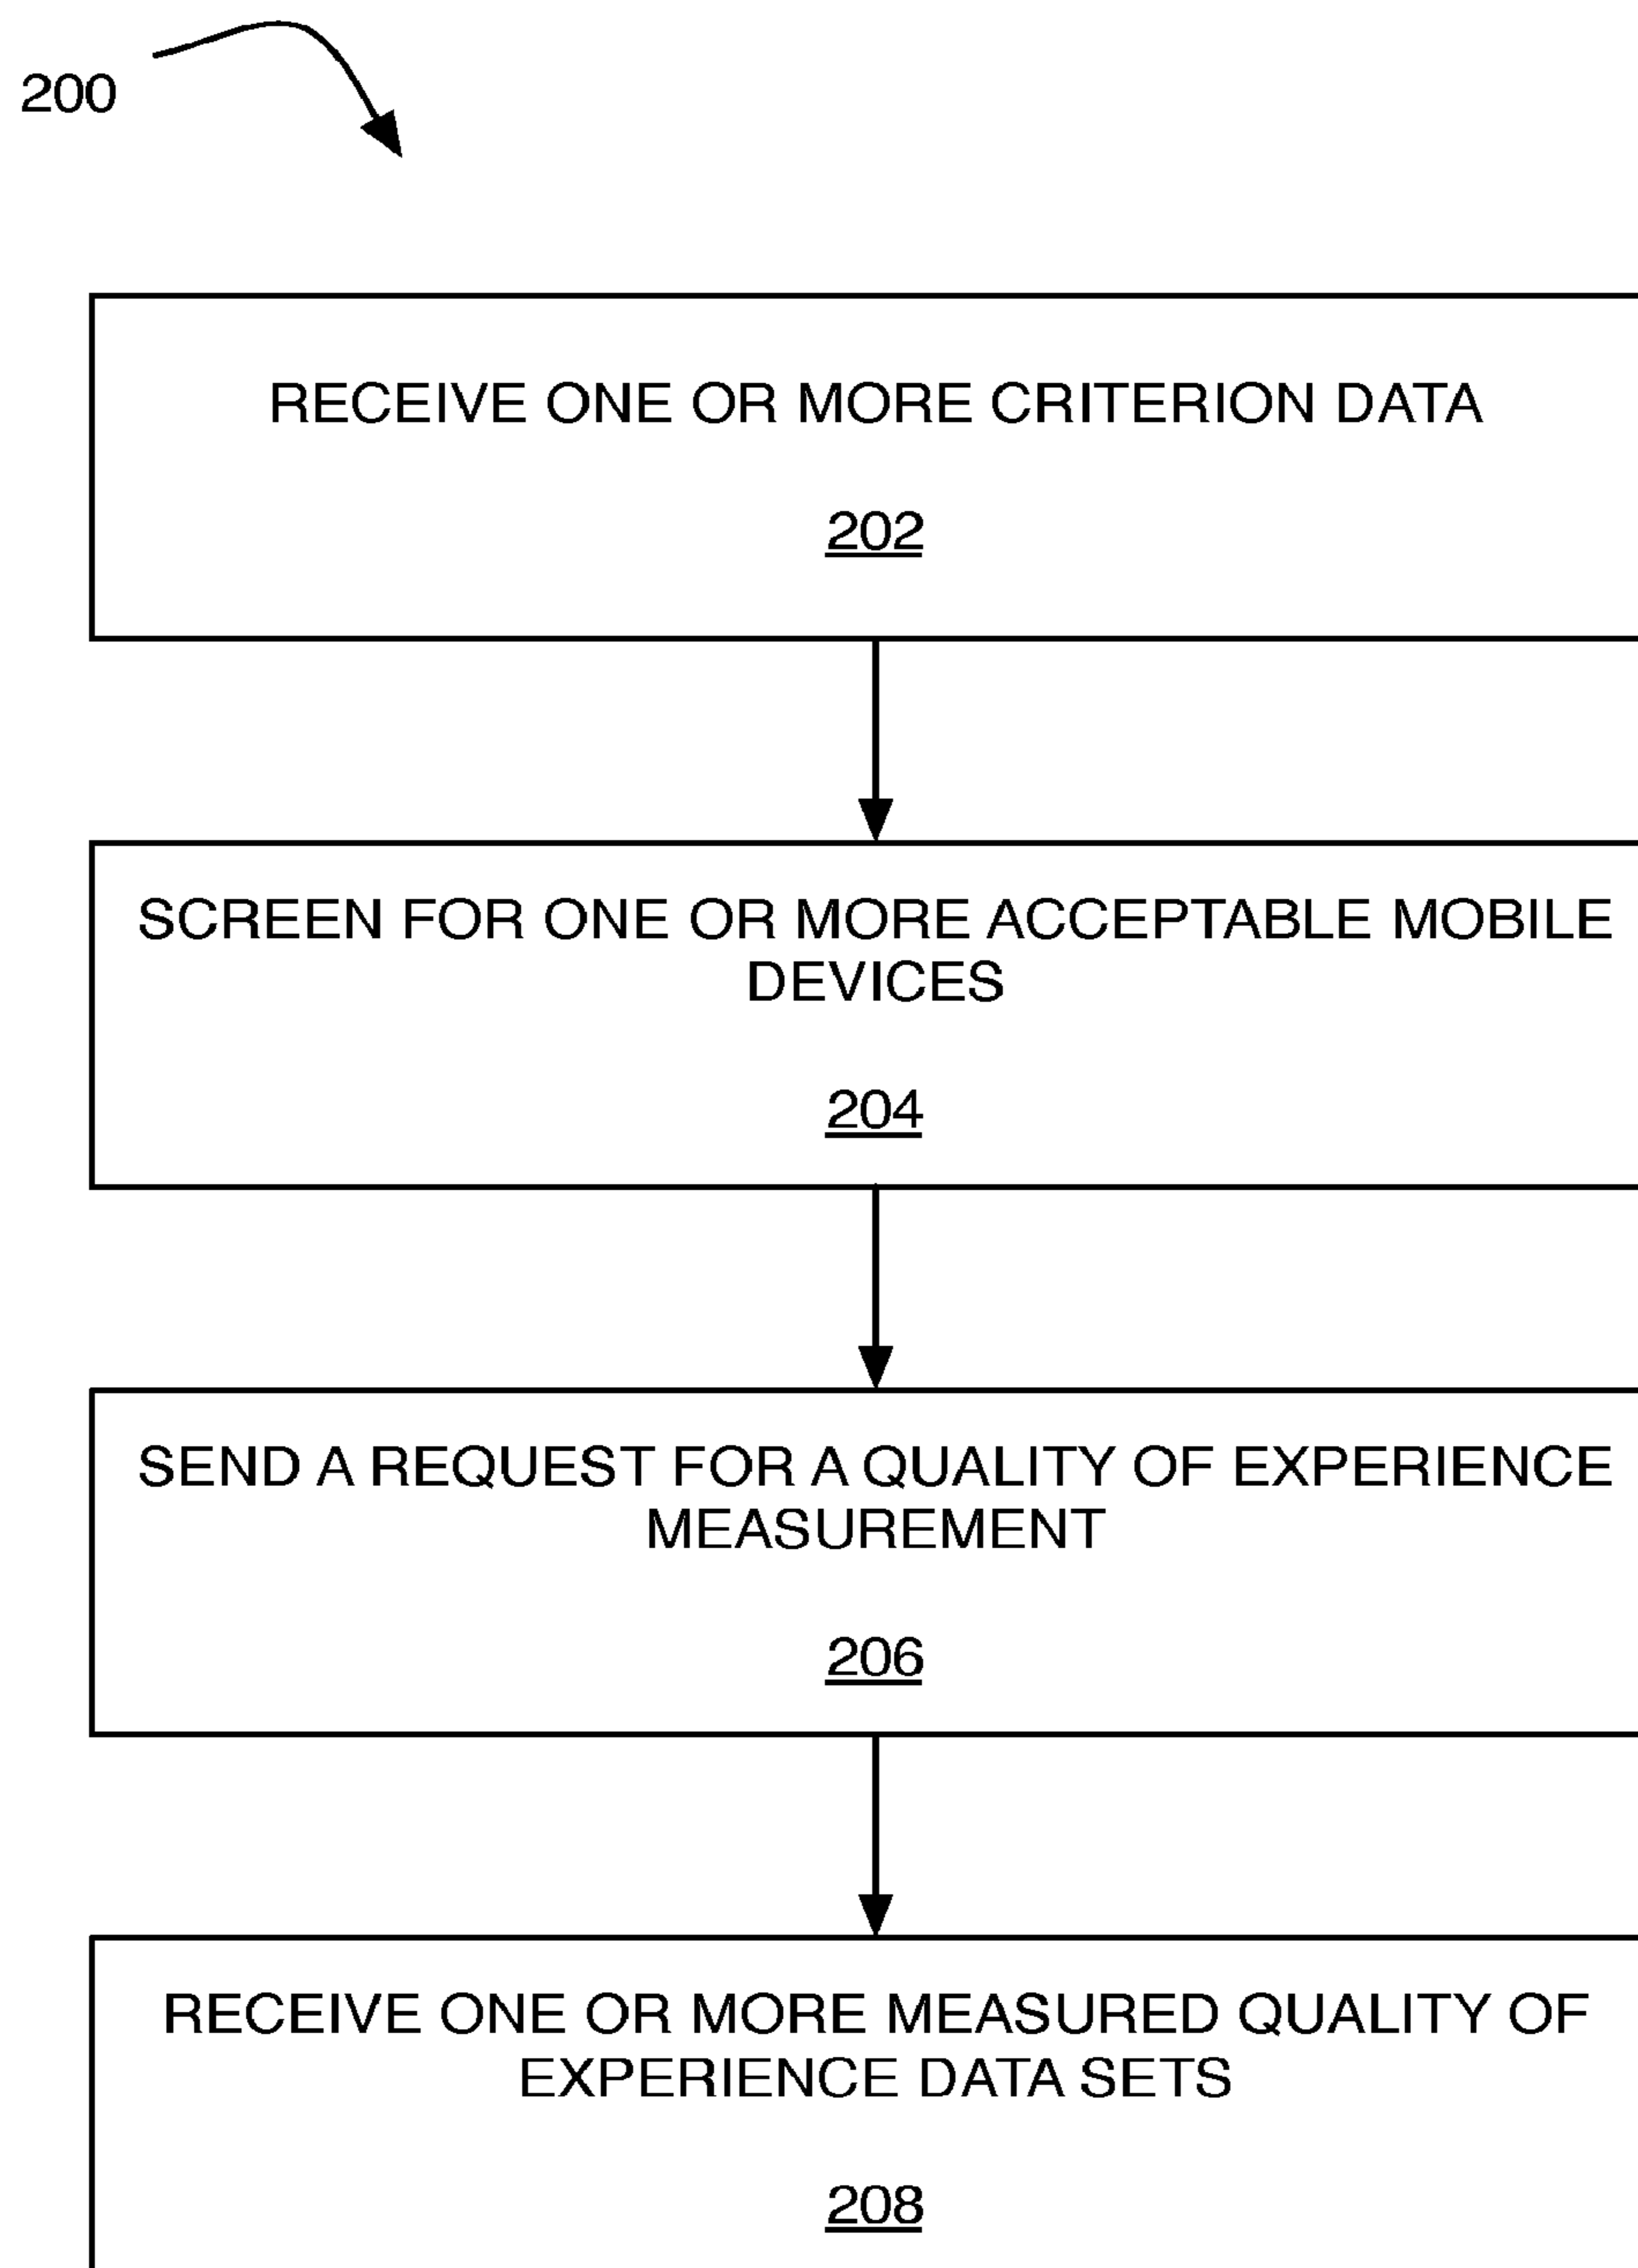 200
RECEIVE ONE OR MORE CRITERION DATA
202
SCREEN FOR ONE OR MORE ACCEPTABLE MOBILE
DEVICES
204
SEND A REQUEST FOR A QUALITY OF EXPERIENCE
MEASUREMENT
206
RECEIVE ONE OR MORE MEASURED QUALITY OF
EXPERIENCE DATA SETS
208